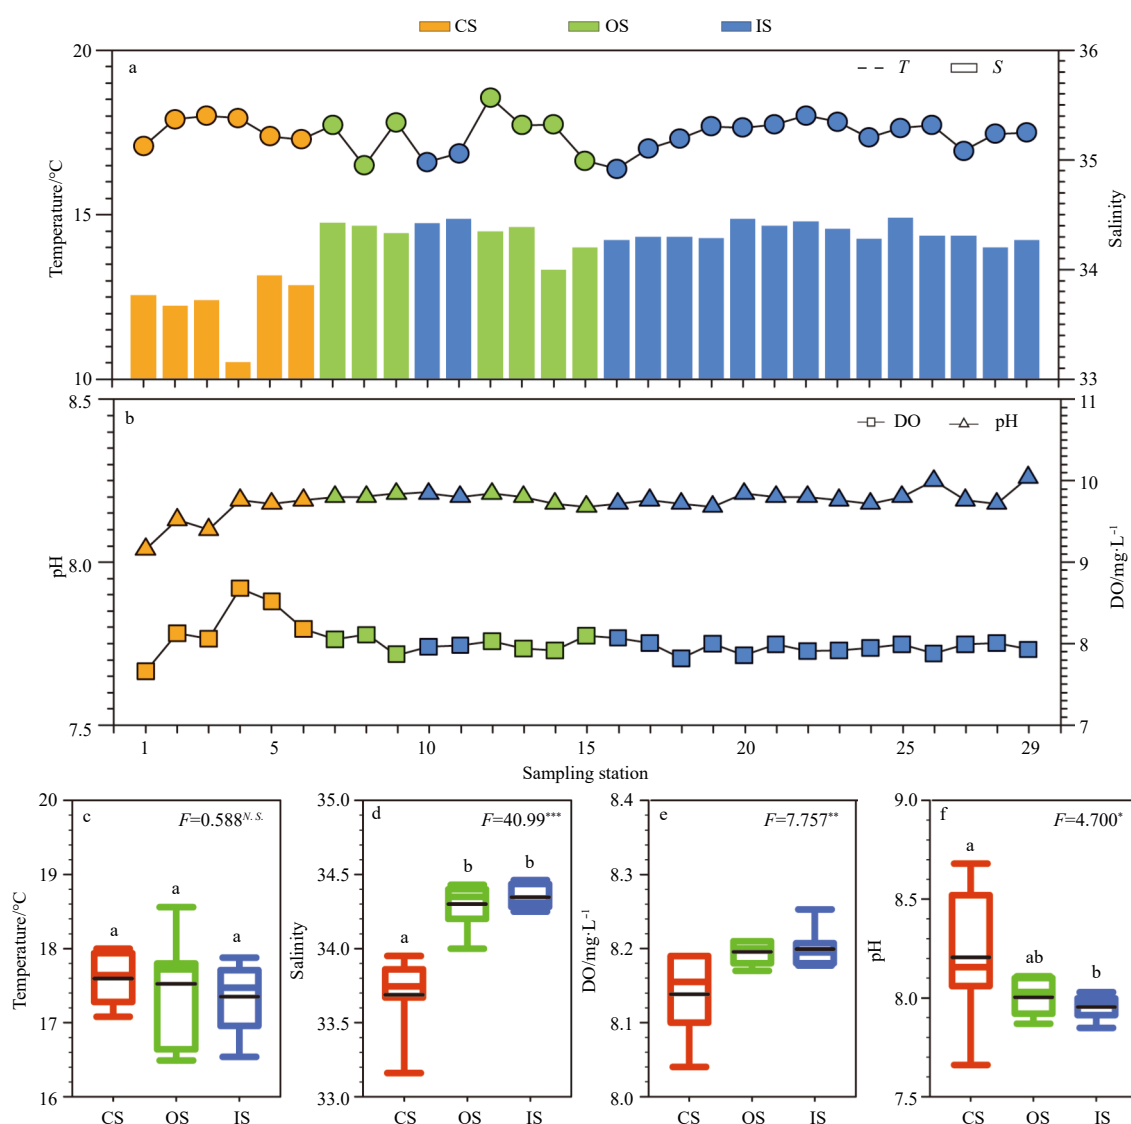 CS OS IS
a
T S
20
15
10
Temperature/°C
36
35
34
33
Salinity
b
DO pH
8.5
8.0
7.5
pH
11
10
9
8
7
DO/mg·L⁻¹
1 5 10 15 20 25 29
Sampling station
c
F=0.588N. S.
20
19
18
17
16
Temperature/°C
a a a
CS OS IS
d
F=40.99***
35.0
34.5
34.0
33.5
33.0
Salinity
a b b
CS OS IS
e
F=7.757**
8.4
8.3
8.2
8.1
8.0
DO/mg·L⁻¹
CS OS IS
f
F=4.700*
9.0
8.5
8.0
7.5
pH
a ab b
CS OS IS